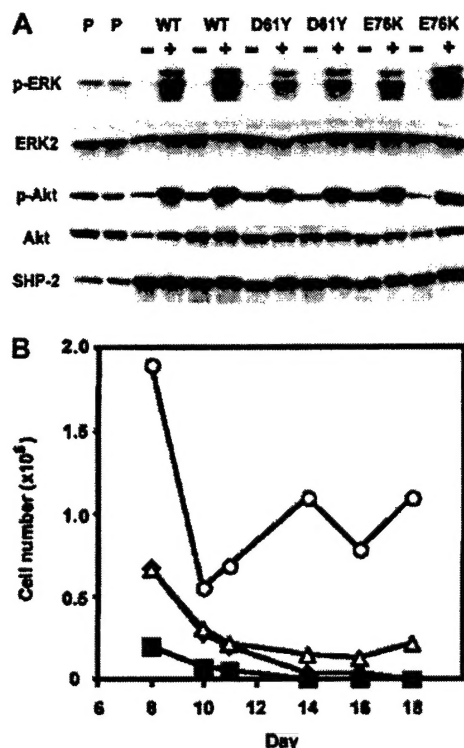 A
P P WT WT D61Y D61Y E76K E76K
– + – + – + – + – + – +
p-ERK
ERK2
p-Akt
Akt
SHP-2
B
2.0
1.5
1.0
0.5
0
Cell number (x10⁶)
6 8 10 12 14 16 18
Day